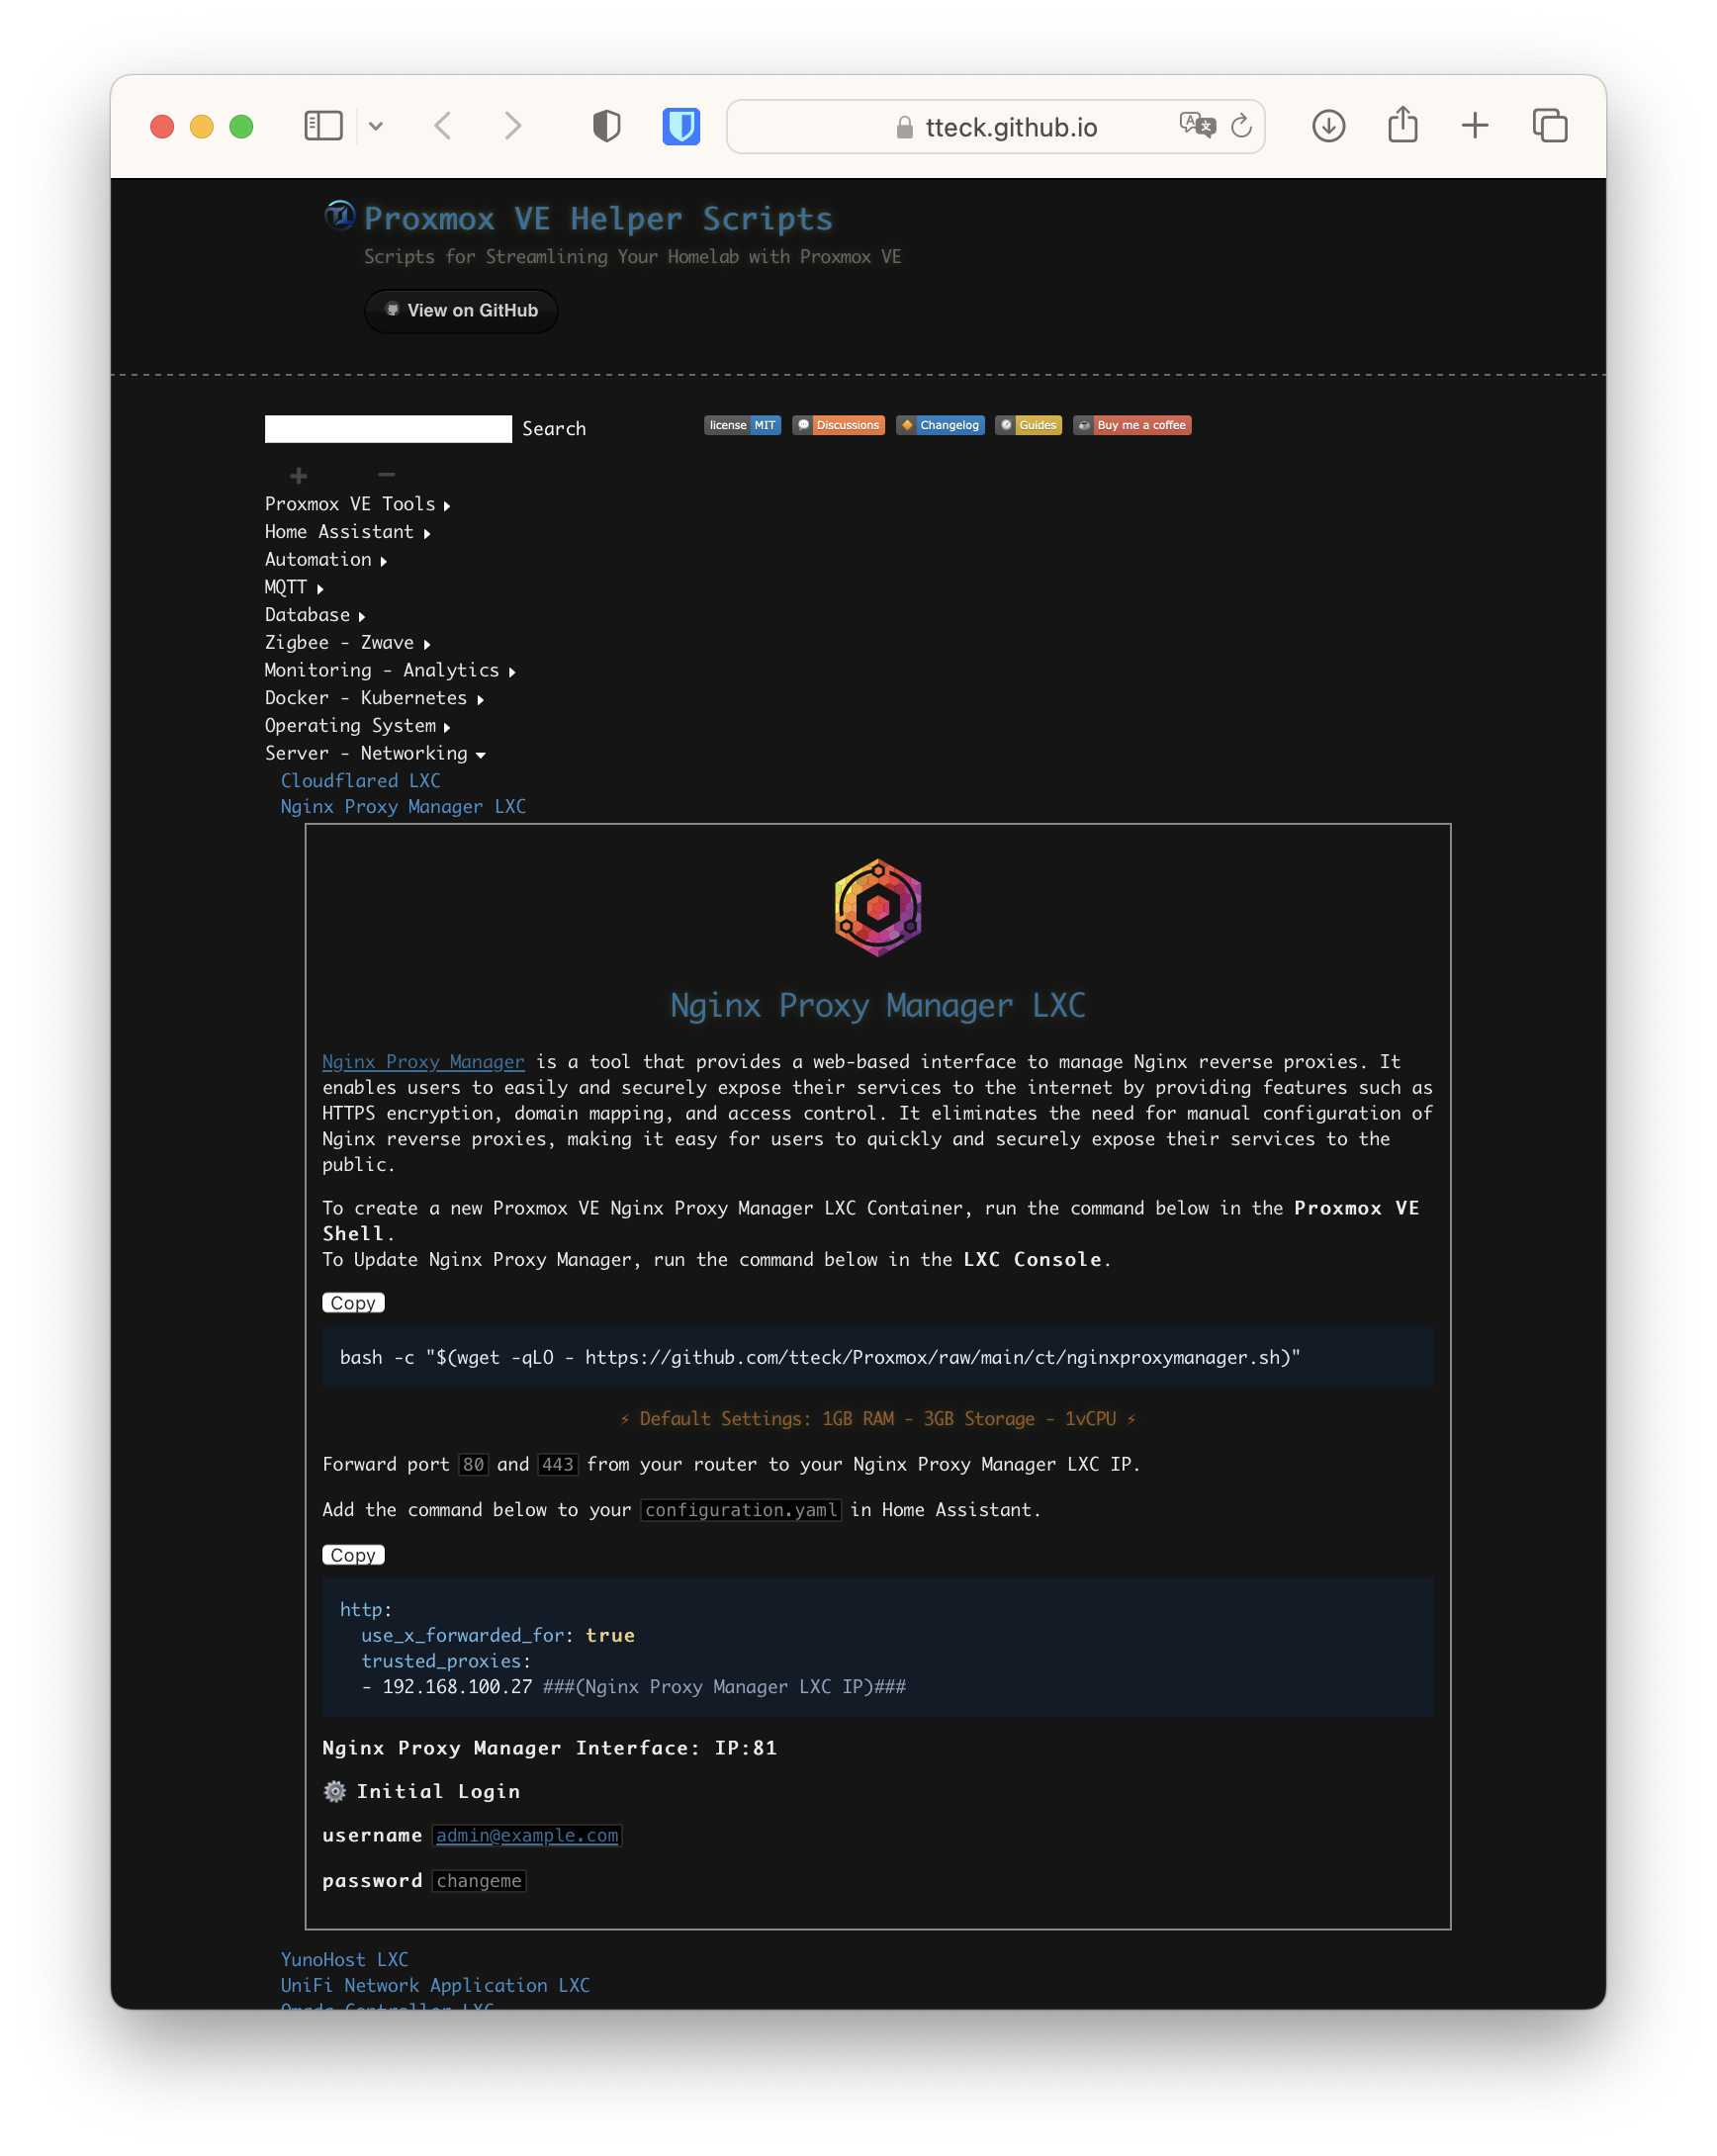 tteck.github.io
Proxmox VE Helper Scripts
Scripts for Streamlining Your Homelab with Proxmox VE
View on GitHub
Search
license MIT
Discussions
Changelog
Guides
Buy me a coffee
Proxmox VE Tools
Home Assistant
Automation
MQTT
Database
Zigbee - Zwave
Monitoring - Analytics
Docker - Kubernetes
Operating System
Server - Networking
Cloudflared LXC
Nginx Proxy Manager LXC
Nginx Proxy Manager LXC
Nginx Proxy Manager is a tool that provides a web-based interface to manage Nginx reverse proxies. It
enables users to easily and securely expose their services to the internet by providing features such as
HTTPS encryption, domain mapping, and access control. It eliminates the need for manual configuration of
Nginx reverse proxies, making it easy for users to quickly and securely expose their services to the
public.
To create a new Proxmox VE Nginx Proxy Manager LXC Container, run the command below in the Proxmox VE
Shell.
To Update Nginx Proxy Manager, run the command below in the LXC Console.
Copy
bash -c "$(wget -qLO - https://github.com/tteck/Proxmox/raw/main/ct/nginxproxymanager.sh)"
⚡ Default Settings: 1GB RAM - 3GB Storage - 1vCPU ⚡
Forward port 80 and 443 from your router to your Nginx Proxy Manager LXC IP.
Add the command below to your configuration.yaml in Home Assistant.
Copy
http:
  use_x_forwarded_for: true
  trusted_proxies:
  - 192.168.100.27 ###(Nginx Proxy Manager LXC IP)###
Nginx Proxy Manager Interface: IP:81
⚙️ Initial Login
username admin@example.com
password changeme
YunoHost LXC
UniFi Network Application LXC
Omada Controller LXC